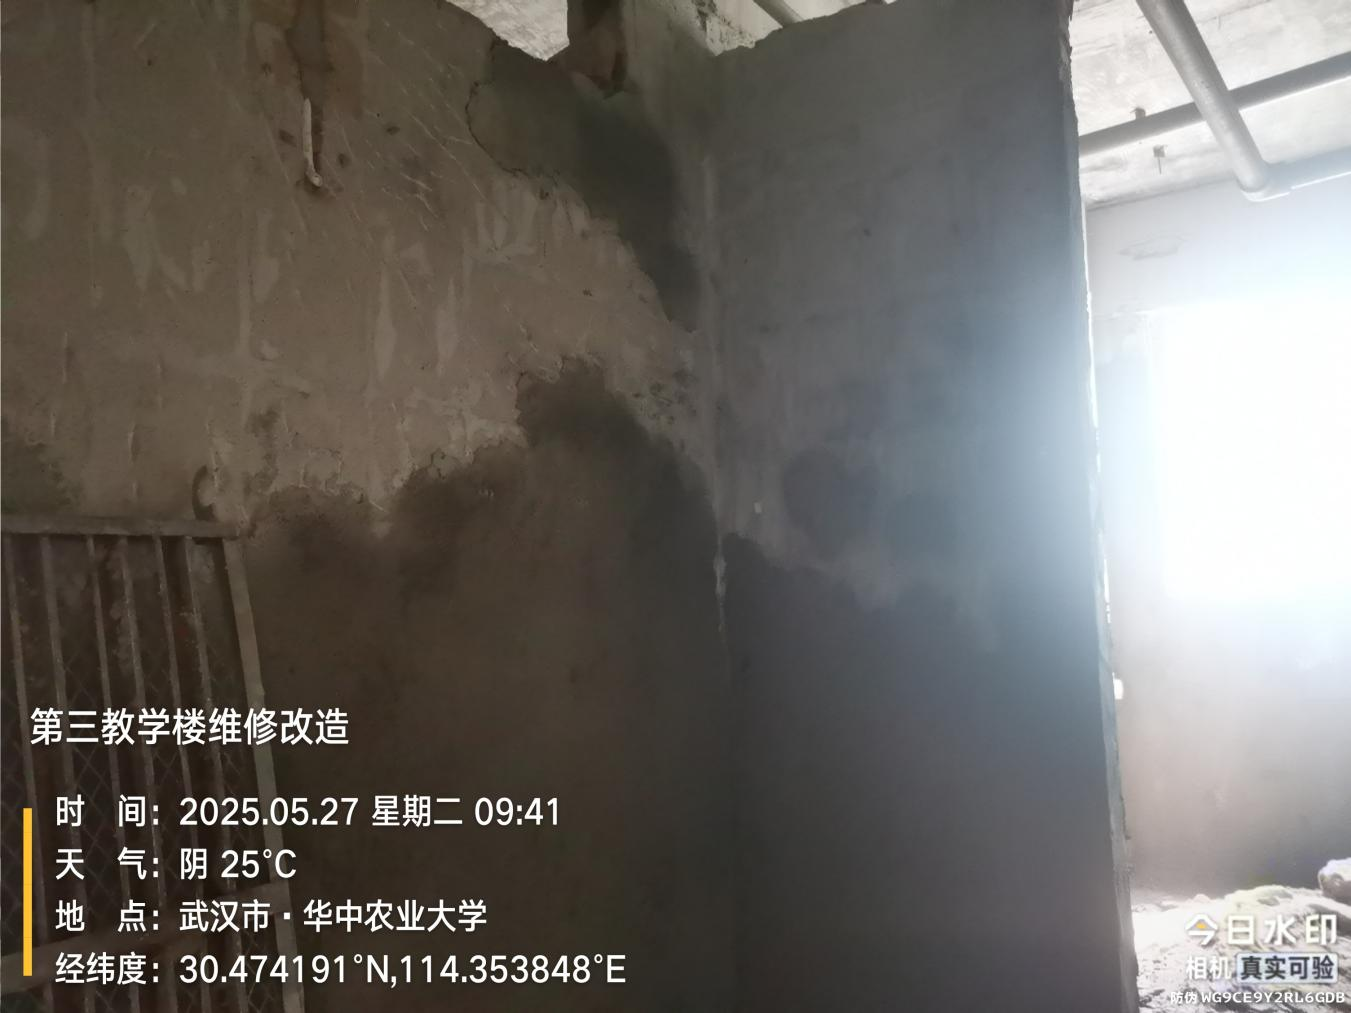 第三教学楼维修改造
时 间：2025.05.27 星期二 09:41
天 气：阴 25°C
地 点：武汉市·华中农业大学
经纬度：30.474191°N,114.353848°E
今日水印
相机 真实可验
防伪 WG9CE9Y2RL6GDB